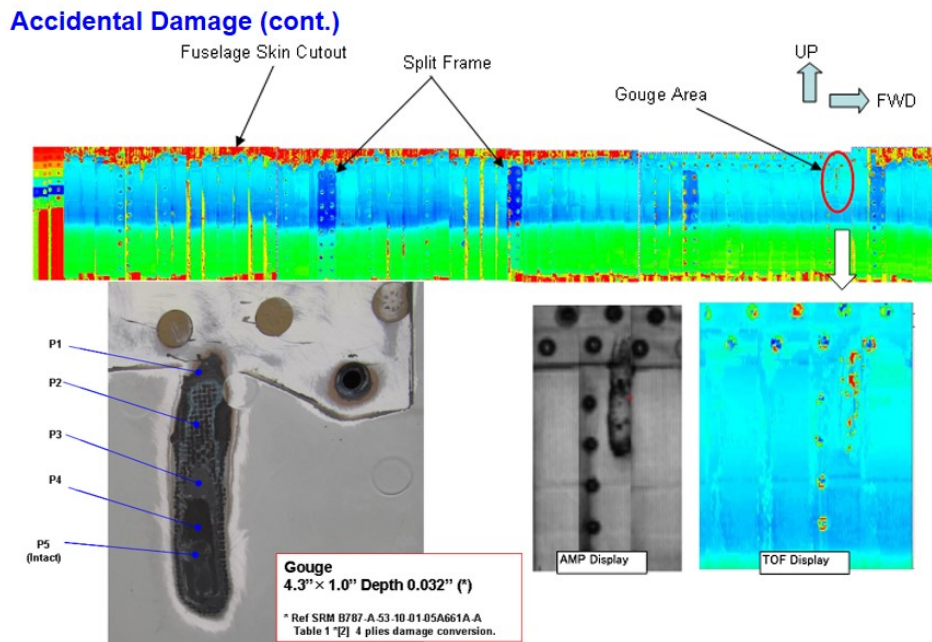 Accidental Damage (cont.)
Fuselage Skin Cutout
Split Frame
Gouge Area
UP
FWD
P1
P2
P3
P4
P5
(Intact)
Gouge
4.3”× 1.0” Depth 0.032” (*)
* Ref SRM B787-A-53-10-01-05A661A-A
Table 1 *[2] 4 plies damage conversion.
AMP Display
TOF Display